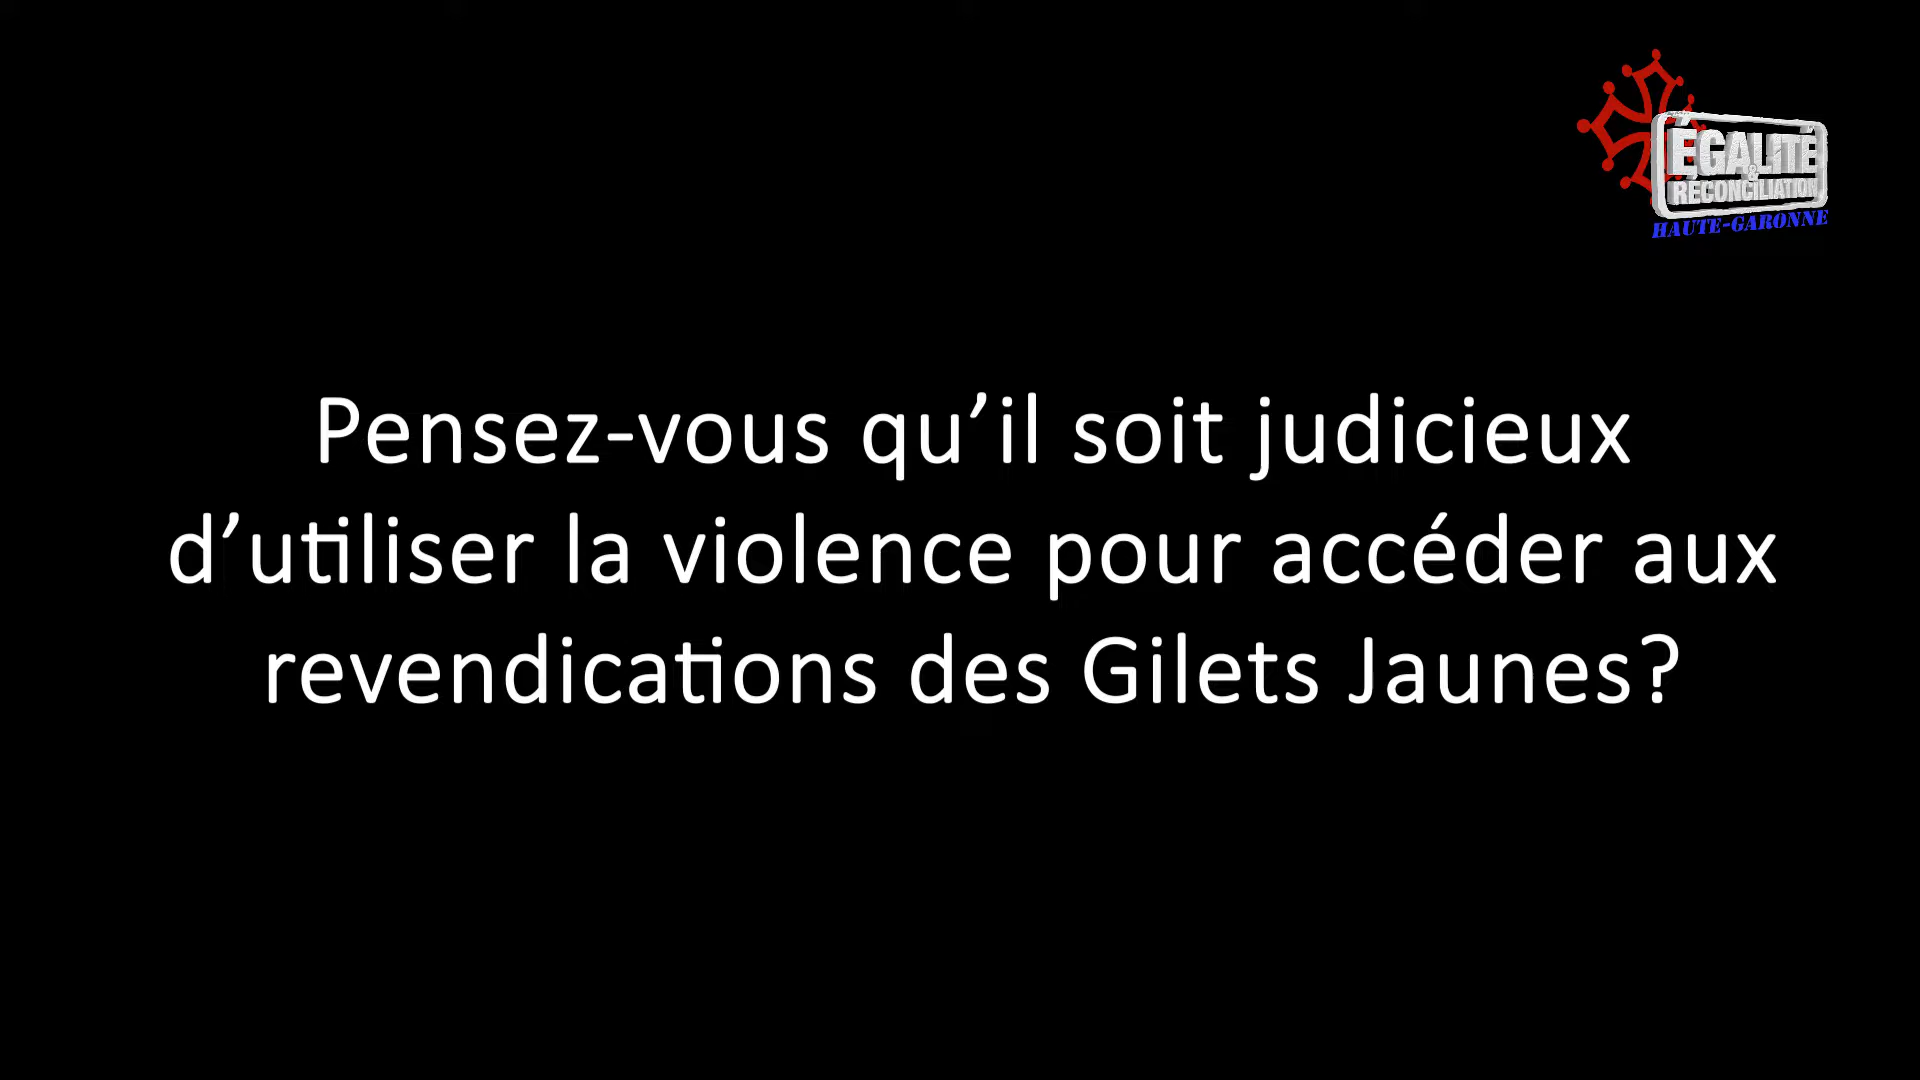 ÉGALITÉ
&
RÉCONCILIATION
HAUTE-GARONNE
Pensez-vous qu’il soit judicieux
d’utiliser la violence pour accéder aux
revendications des Gilets Jaunes?